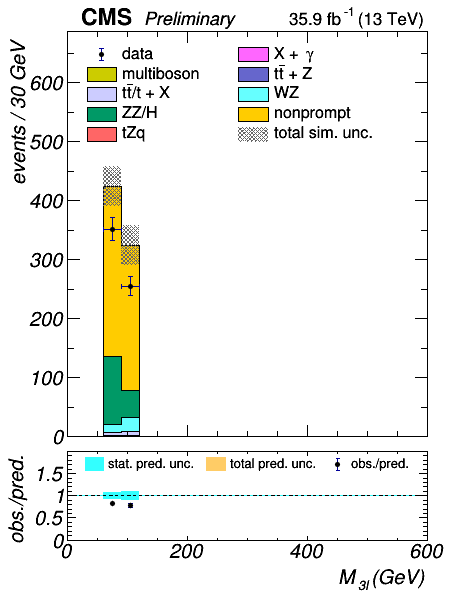 CMS Preliminary 35.9 fb⁻¹ (13 TeV)
events / 30 GeV
data X + γ
multiboson tt̄ + Z
tt̄/t + X WZ
ZZ/H nonprompt
tZq total sim. unc.
600
500
400
300
200
100
0
obs./pred.
stat. pred. unc. total pred. unc. obs./pred.
1.5
1
0.5
0
0 200 400 600
M₃ₗ (GeV)